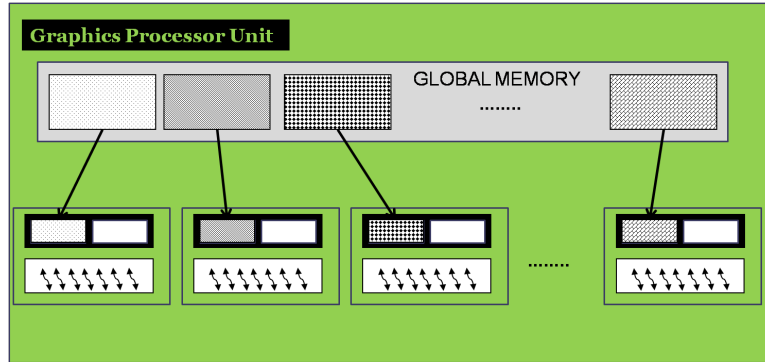 Graphics Processor Unit
GLOBAL MEMORY
........
........